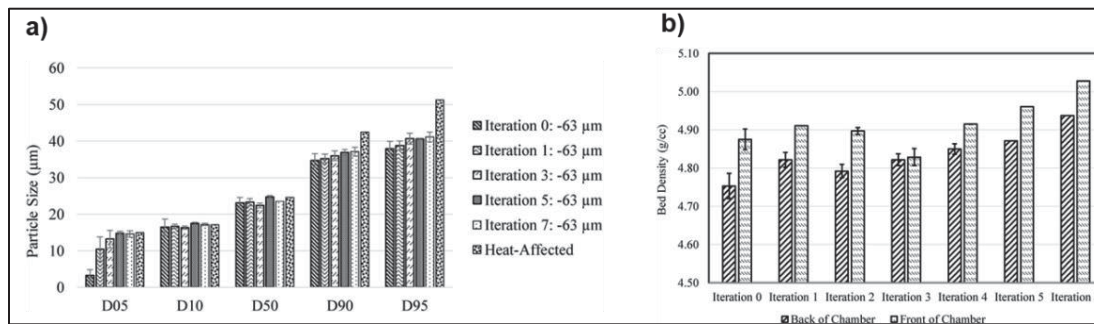 a)
Particle Size (µm)
60
50
40
30
20
10
0
D05 D10 D50 D90 D95
Iteration 0: -63 µm
Iteration 1: -63 µm
Iteration 3: -63 µm
Iteration 5: -63 µm
Iteration 7: -63 µm
Heat-Affected
b)
Bed Density (g/cc)
5.10
5.00
4.90
4.80
4.70
4.60
4.50
Iteration 0 Iteration 1 Iteration 2 Iteration 3 Iteration 4 Iteration 5 Iteration
Back of Chamber Front of Chamber